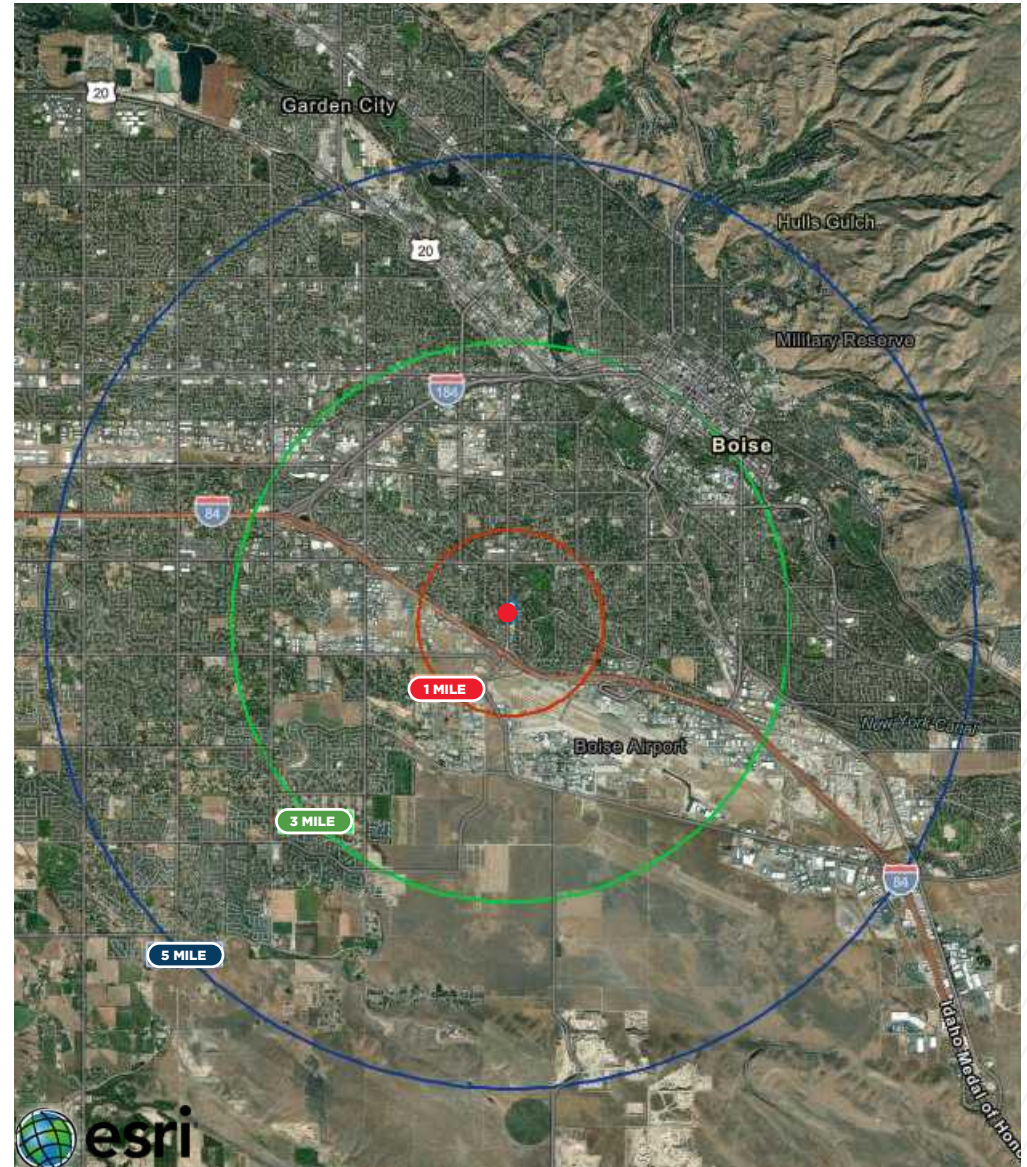 20
Garden City
Hulls Gulch
20
Military Reserve
184
Boise
84
1 MILE
New York Canal
Boise Airport
3 MILE
84
5 MILE
Idaho Medal of Hono
esri